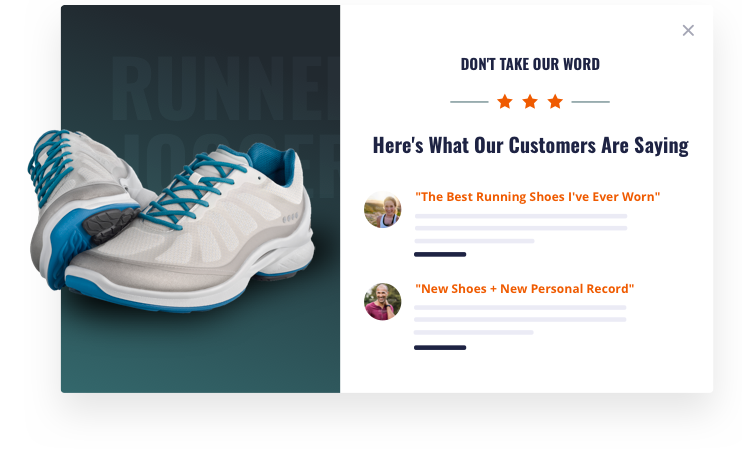 RUNNE
JOGGER
DON'T TAKE OUR WORD
Here's What Our Customers Are Saying
"The Best Running Shoes I've Ever Worn"
"New Shoes + New Personal Record"